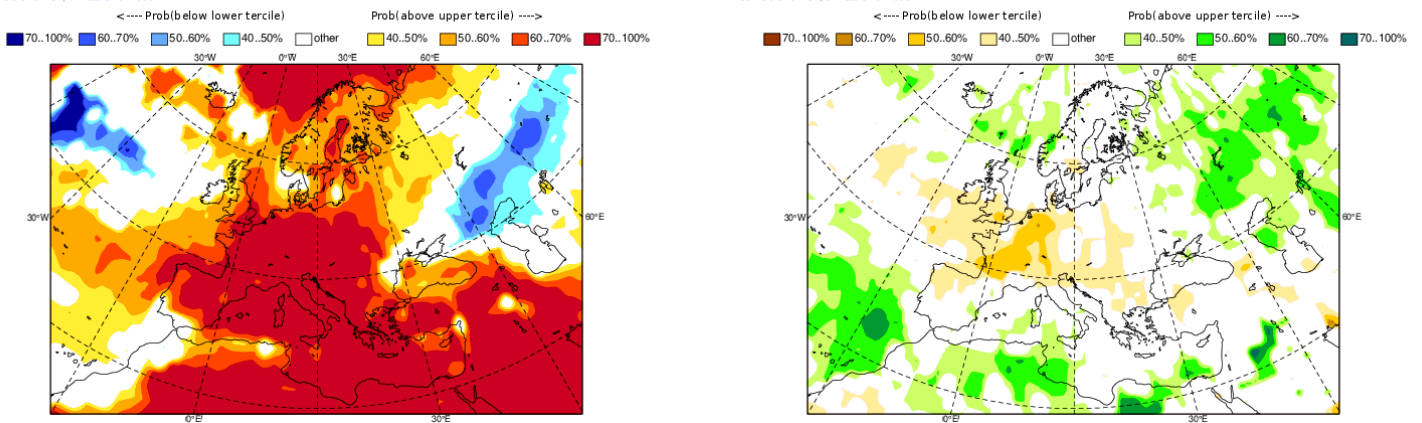 <---- Prob(below lower tercile) Prob(above upper tercile) ---->
70..100% 60..70% 50..60% 40..50% other 40..50% 50..60% 60..70% 70..100%
30°W 0°W 30°E 60°E
30°W
60°E
0°E 30°E
<---- Prob(below lower tercile) Prob(above upper tercile) ---->
70..100% 60..70% 50..60% 40..50% other 40..50% 50..60% 60..70% 70..100%
30°W 0°W 30°E 60°E
30°W
60°E
0°E 30°E